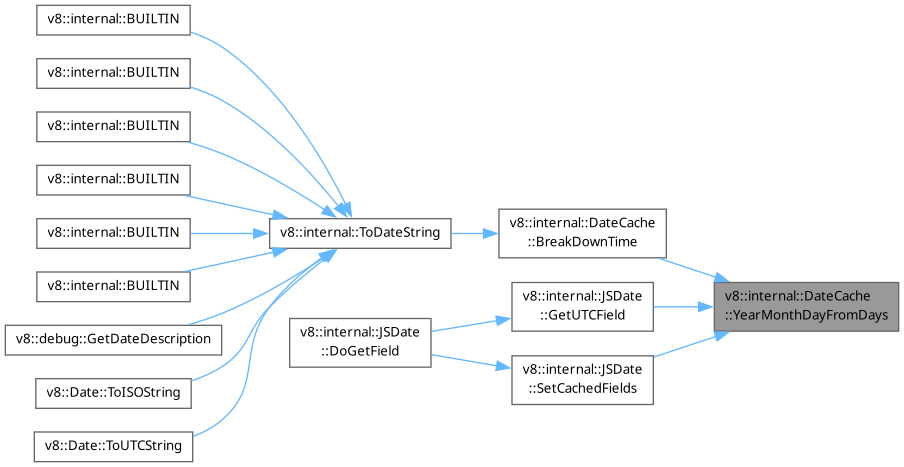 v8::internal::BUILTIN
v8::internal::BUILTIN
v8::internal::BUILTIN
v8::internal::BUILTIN
v8::internal::BUILTIN
v8::internal::BUILTIN
v8::debug::GetDateDescription
v8::Date::ToISOString
v8::Date::ToUTCString
v8::internal::ToDateString
v8::internal::JSDate
::DoGetField
v8::internal::DateCache
::BreakDownTime
v8::internal::JSDate
::GetUTCField
v8::internal::JSDate
::SetCachedFields
v8::internal::DateCache
::YearMonthDayFromDays